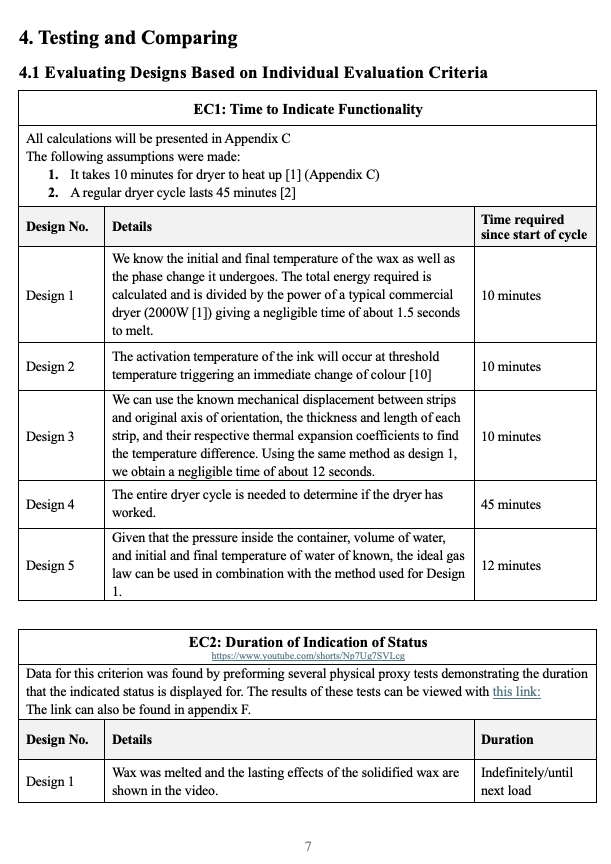 4. Testing and Comparing
4.1 Evaluating Designs Based on Individual Evaluation Criteria
EC1: Time to Indicate Functionality
All calculations will be presented in Appendix C
The following assumptions were made:
1. It takes 10 minutes for dryer to heat up [1] (Appendix C)
2. A regular dryer cycle lasts 45 minutes [2]
Design No.
Details
Time required
since start of cycle
Design 1
We know the initial and final temperature of the wax as well as
the phase change it undergoes. The total energy required is
calculated and is divided by the power of a typical commercial
dryer (2000W [1]) giving a negligible time of about 1.5 seconds
to melt.
10 minutes
Design 2
The activation temperature of the ink will occur at threshold
temperature triggering an immediate change of colour [10]
10 minutes
Design 3
We can use the known mechanical displacement between strips
and original axis of orientation, the thickness and length of each
strip, and their respective thermal expansion coefficients to find
the temperature difference. Using the same method as design 1,
we obtain a negligible time of about 12 seconds.
10 minutes
Design 4
The entire dryer cycle is needed to determine if the dryer has
worked.
45 minutes
Design 5
Given that the pressure inside the container, volume of water,
and initial and final temperature of water of known, the ideal gas
law can be used in combination with the method used for Design
1.
12 minutes
EC2: Duration of Indication of Status
https://www.youtube.com/shorts/Np7Ug7SVLcg
Data for this criterion was found by preforming several physical proxy tests demonstrating the duration
that the indicated status is displayed for. The results of these tests can be viewed with this link:
The link can also be found in appendix F.
Design No.
Details
Duration
Design 1
Wax was melted and the lasting effects of the solidified wax are
shown in the video.
Indefinitely/until
next load
7